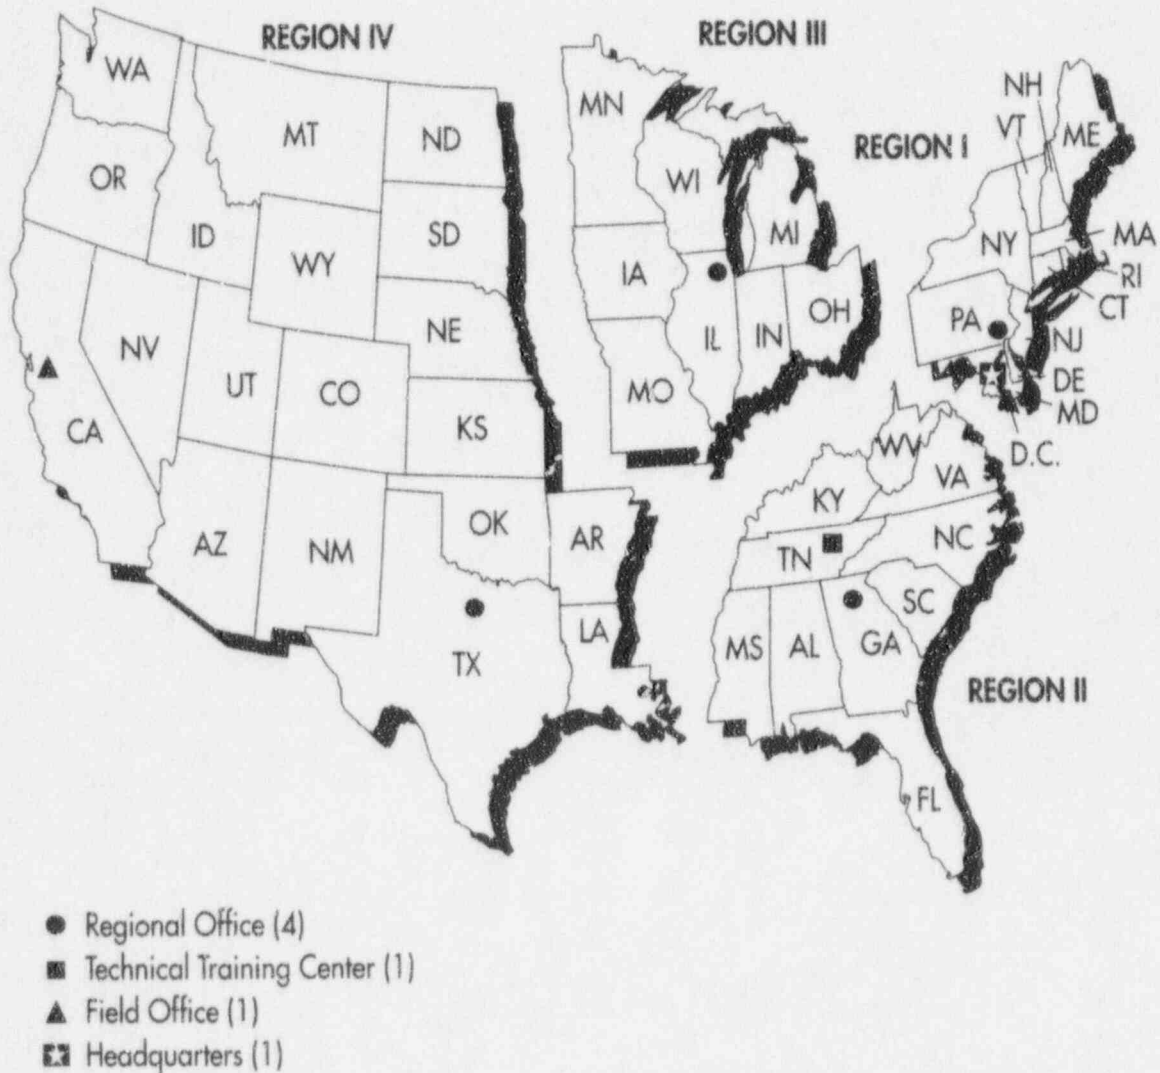 REGION IV
WA
MT
ND
OR
ID
SD
WY
NE
NV
UT
CO
KS
CA
AZ
NM
OK
AR
TX
LA
REGION III
MN
WI
MI
IA
IL
IN
OH
MO
REGION I
NH
VT
ME
NY
MA
RI
CT
PA
NJ
DE
MD
D.C.
WV
KY
VA
TN
NC
SC
MS
AL
GA
REGION II
FL
Regional Office (4)
Technical Training Center (1)
Field Office (1)
Headquarters (1)